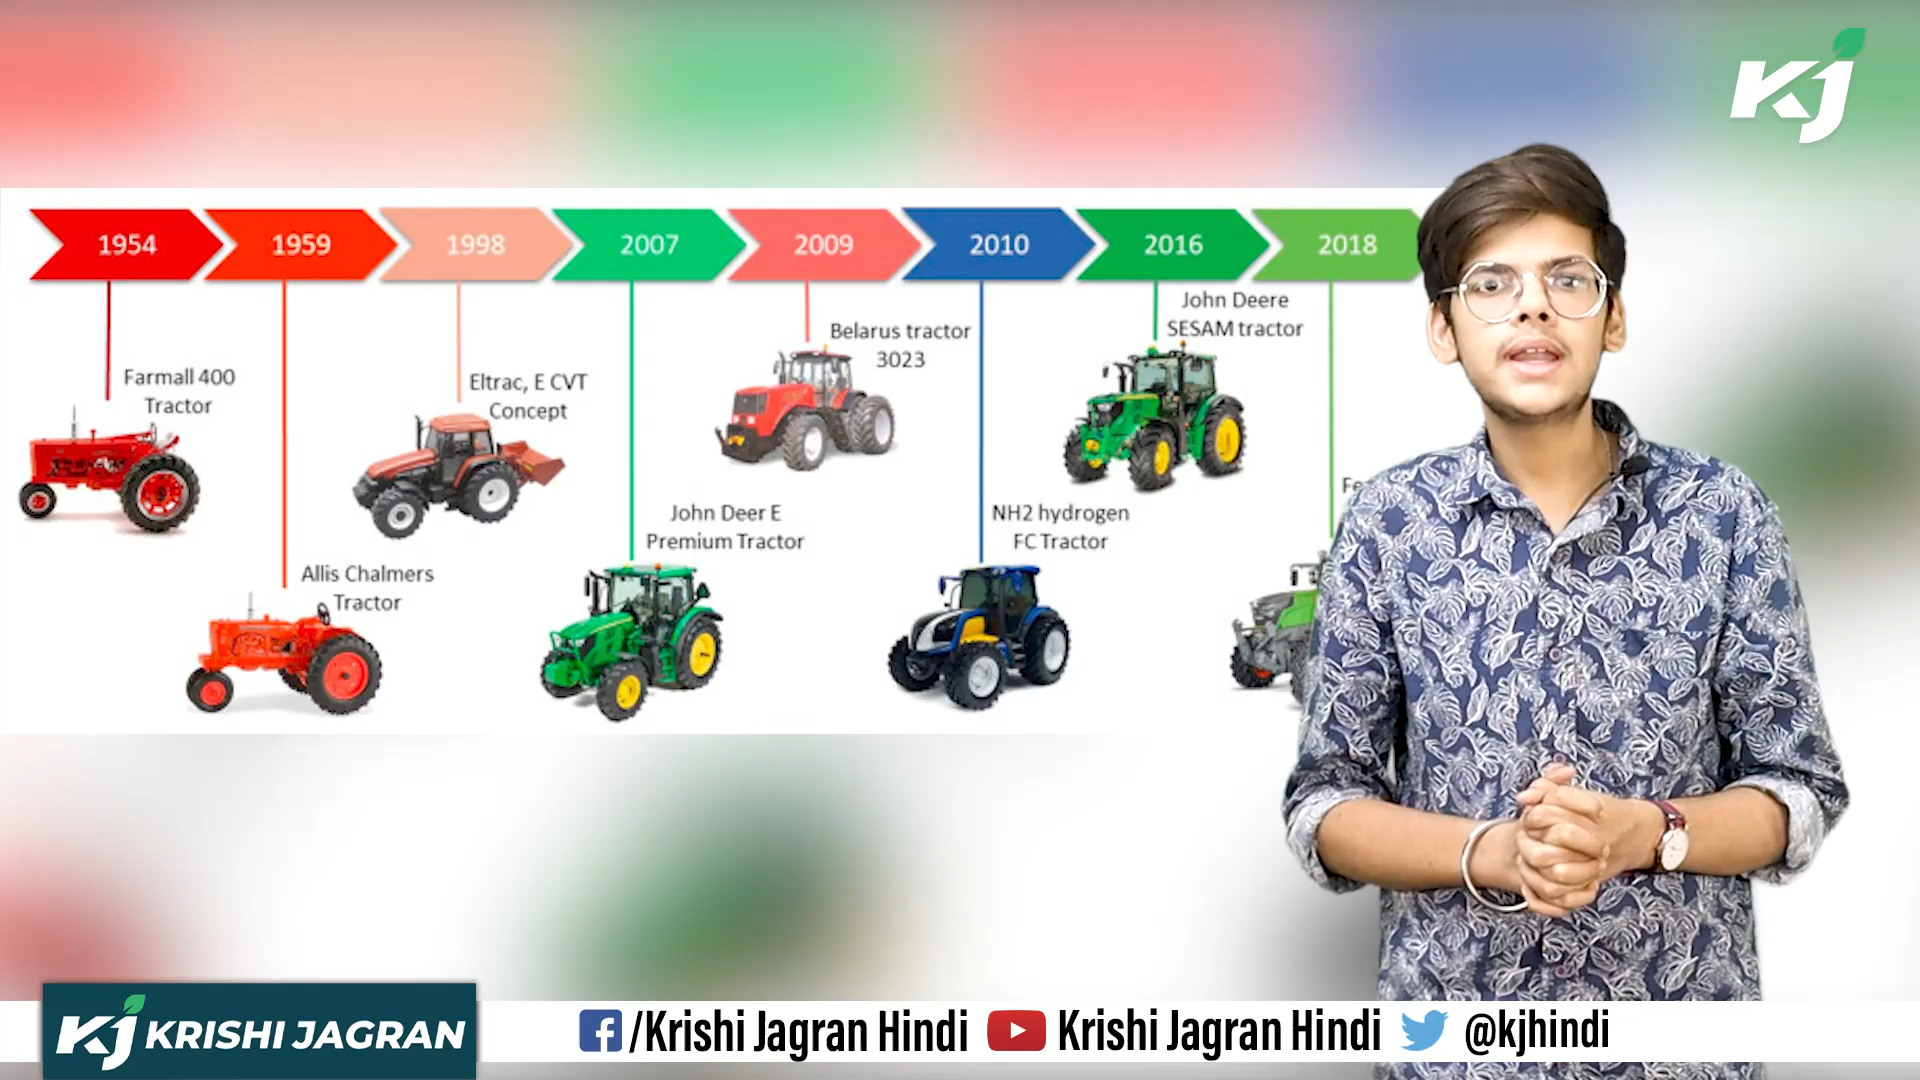 KJ
1954
1959
1998
2007
2009
2010
2016
2018
John Deere
SESAM tractor
Belarus tractor
3023
Farmall 400
Tractor
Eltrac, E CVT
Concept
John Deer E
Premium Tractor
NH2 hydrogen
FC Tractor
Allis Chalmers
Tractor
KJ KRISHI JAGRAN
/Krishi Jagran Hindi
Krishi Jagran Hindi
@kjhindi